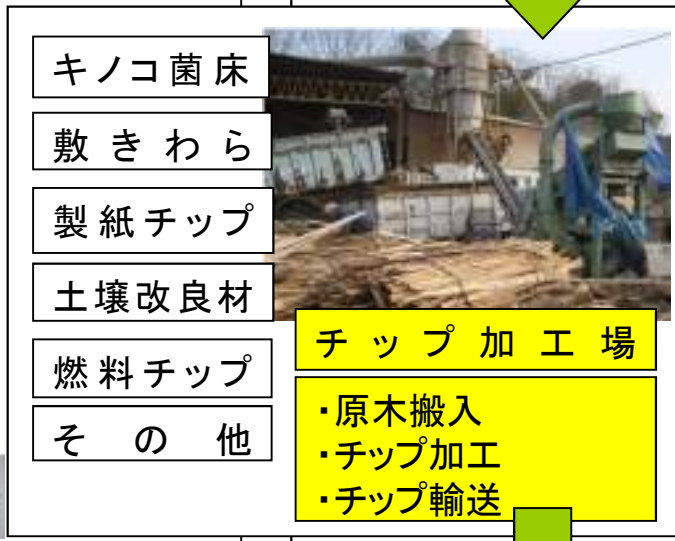 キノコ菌床
敷きわら
製紙チップ
土壌改良材
燃料チップ
その他
チップ加工場
・原木搬入
・チップ加工
・チップ輸送